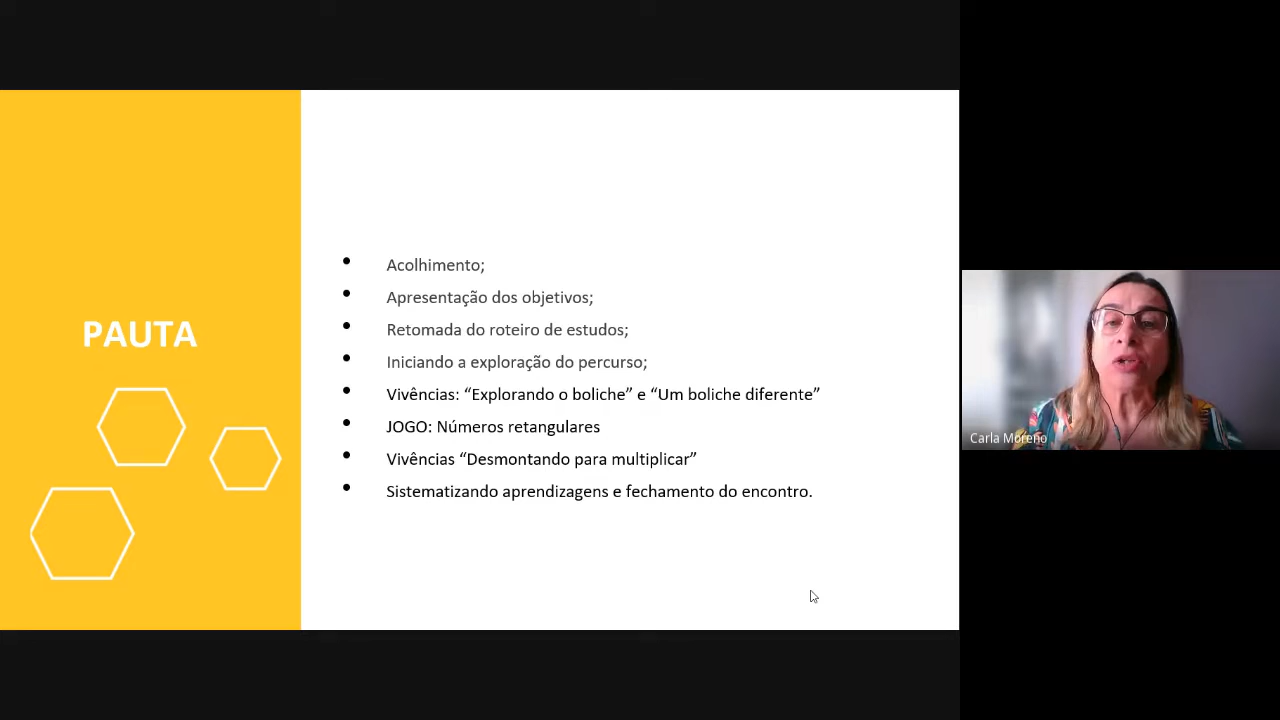 PAUTA
Acolhimento;
Apresentação dos objetivos;
Retomada do roteiro de estudos;
Iniciando a exploração do percurso;
Vivências: “Explorando o boliche” e “Um boliche diferente”
JOGO: Números retangulares
Vivências “Desmontando para multiplicar”
Sistematizando aprendizagens e fechamento do encontro.
Carla Moreno